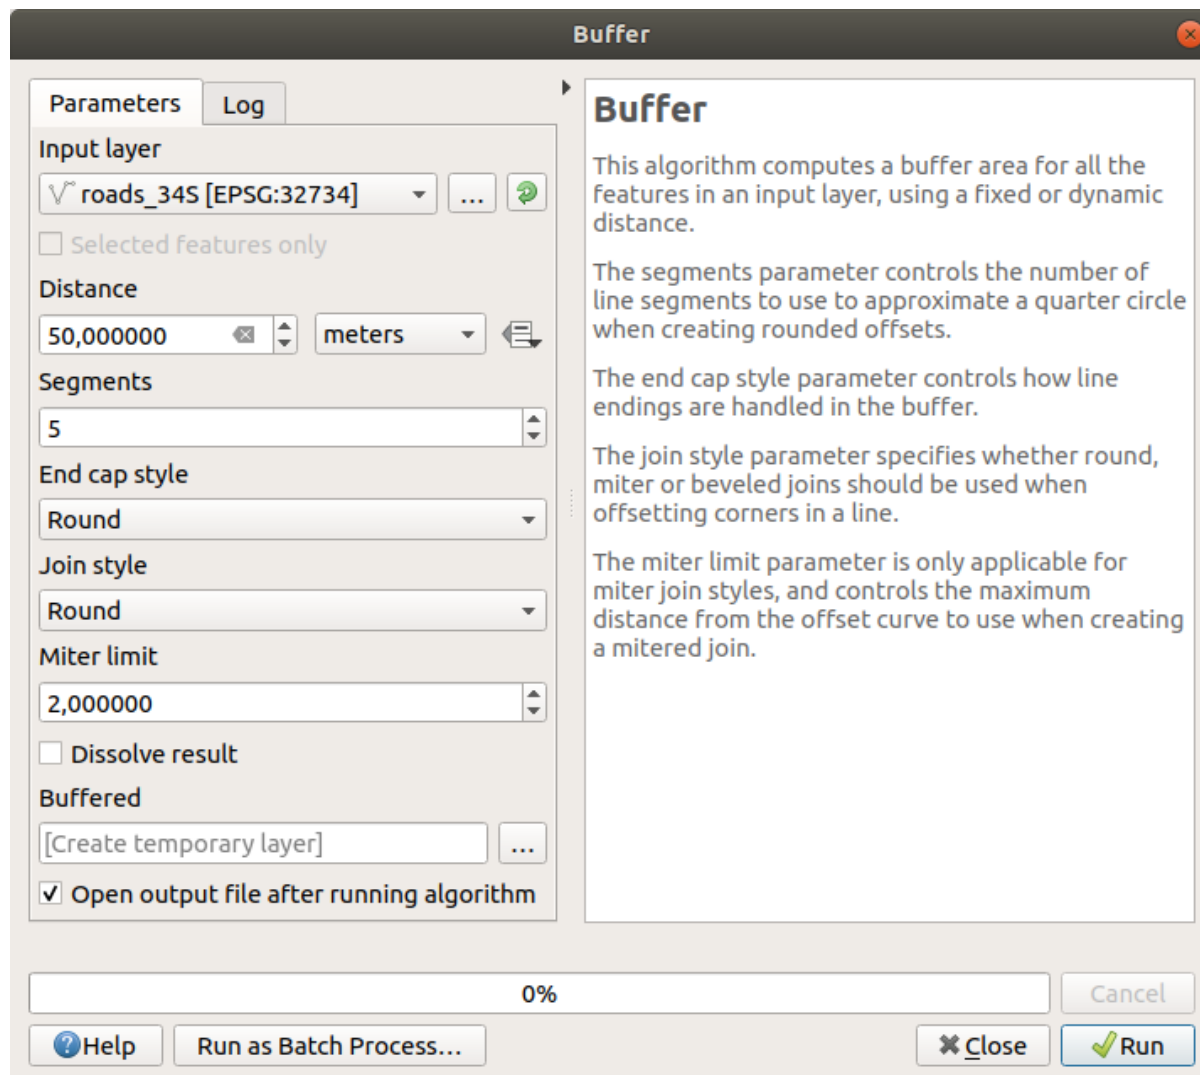 Buffer
Parameters
Log
Input layer
roads_34S [EPSG:32734]
...
Selected features only
Distance
50,000000
meters
Segments
5
End cap style
Round
Join style
Round
Miter limit
2,000000
Dissolve result
Buffered
[Create temporary layer]
...
Open output file after running algorithm
Buffer
This algorithm computes a buffer area for all the
features in an input layer, using a fixed or dynamic
distance.
The segments parameter controls the number of
line segments to use to approximate a quarter circle
when creating rounded offsets.
The end cap style parameter controls how line
endings are handled in the buffer.
The join style parameter specifies whether round,
miter or beveled joins should be used when
offsetting corners in a line.
The miter limit parameter is only applicable for
miter join styles, and controls the maximum
distance from the offset curve to use when creating
a mitered join.
0%
Cancel
Help
Run as Batch Process...
Close
Run